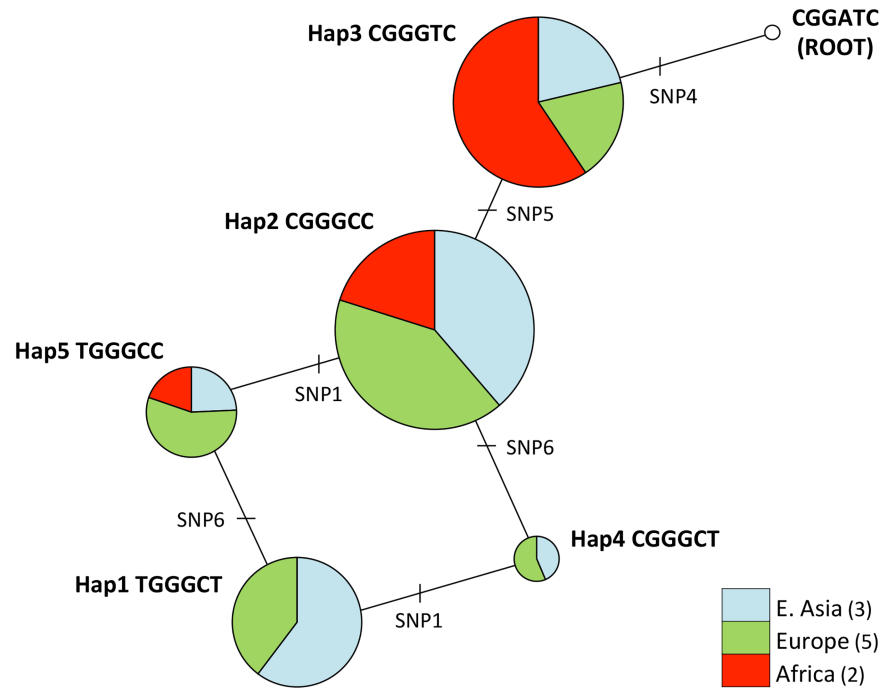 Hap3 CGGGTC
CGGATC
(ROOT)
SNP4
SNP5
Hap2 CGGGCC
Hap5 TGGGCC
SNP1
SNP6
SNP6
Hap4 CGGGCT
Hap1 TGGGCT
SNP1
E. Asia (3)
Europe (5)
Africa (2)